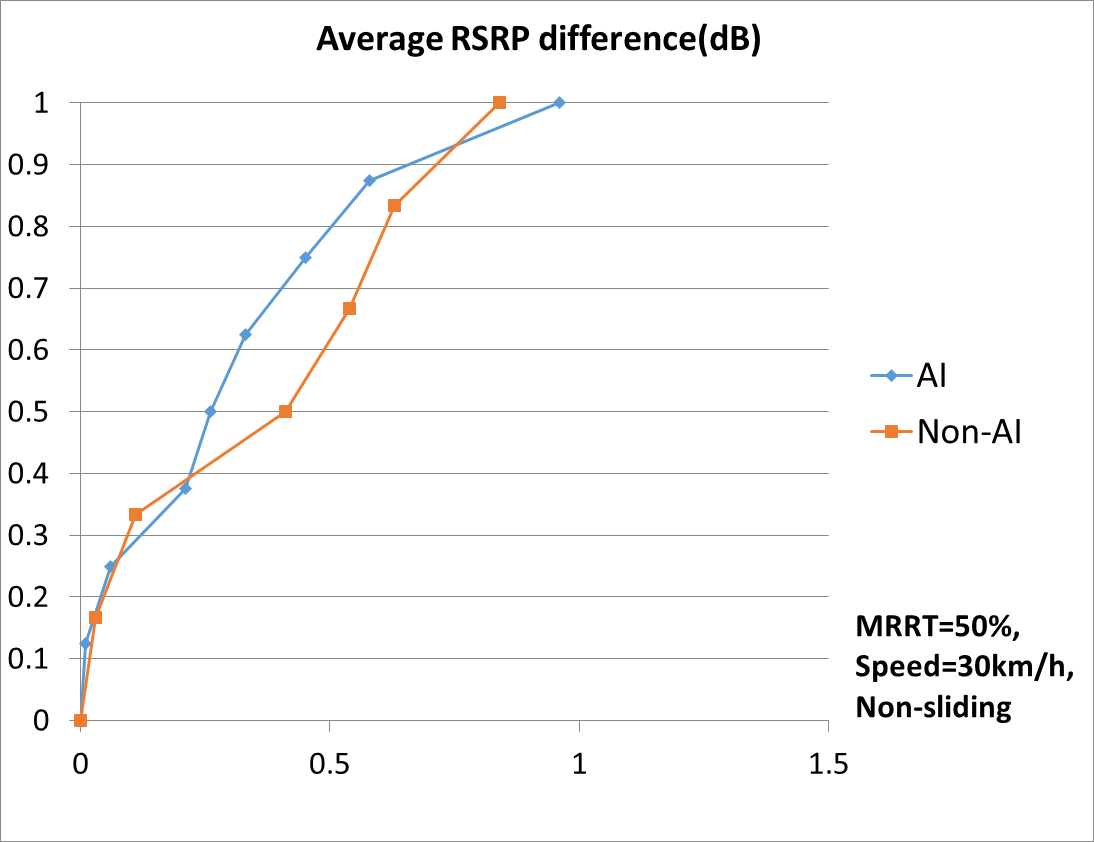 Average RSRP difference(dB)
1
0.9
0.8
0.7
0.6
0.5
0.4
0.3
0.2
0.1
0
0 0.5 1 1.5
AI
Non-AI
MRRT=50%,
Speed=30km/h,
Non-sliding